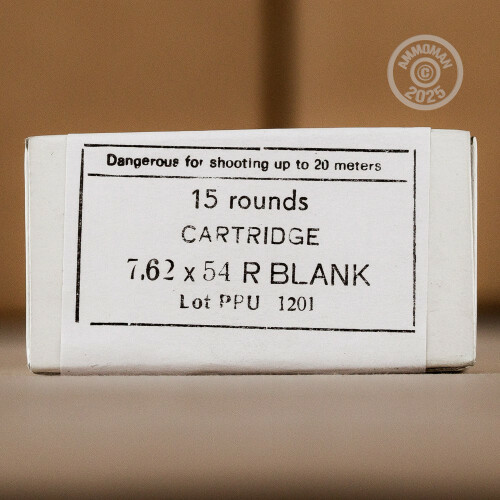 AMMOMAN
©
2025
Dangerous for shooting up to 20 meters
15 rounds
CARTRIDGE
7.62 x 54 R BLANK
Lot PPU 1201